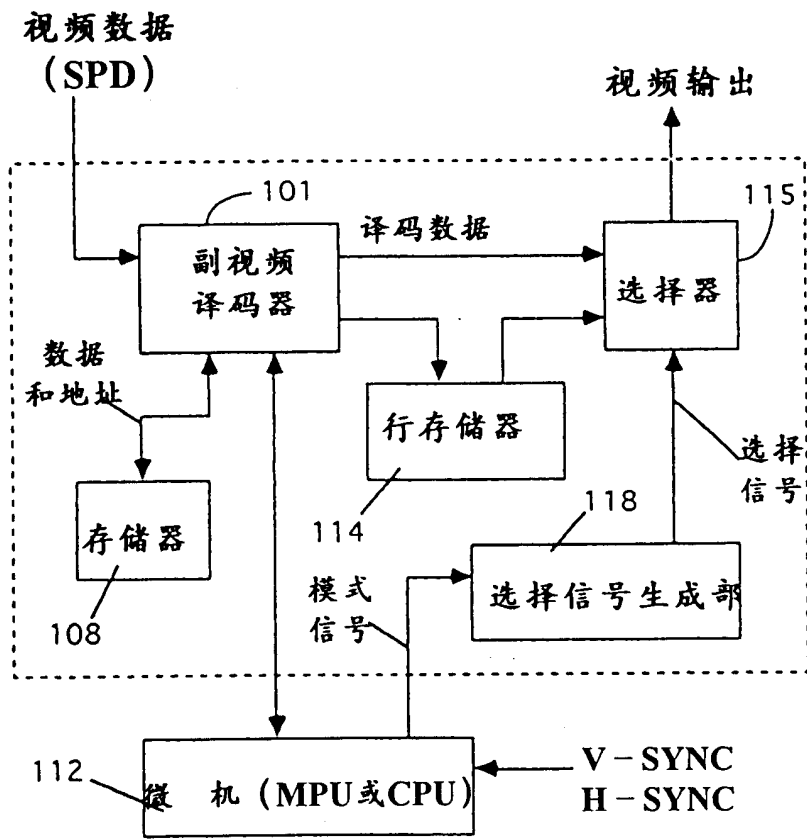 视频数据
（SPD）
视频输出
101
115
译码数据
副视频
译码器
选择器
数据
和地址
行存储器
选择
信号
存储器
114
118
模式
信号
选择信号生成部
108
112
微 机（MPU或CPU）
V－SYNC
H－SYNC